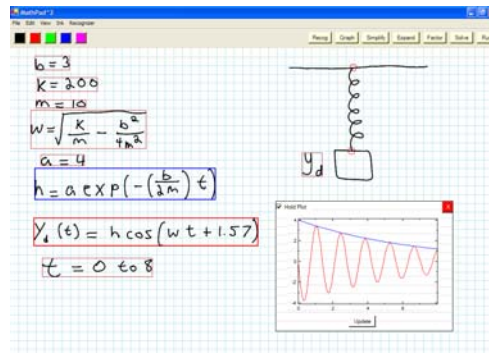 MathPad^2
File Edit View Ink Recognizer
Recog Graph Simplify Expand Factor Solve
b = 3
k = 200
m = 10
w = √(k/m - b²/4m²)
a = 4
h = a exp(-(b/2m) t)
y_d (t) = h cos(w t + 1.57)
t = 0 to 8
y_d
Hold Plot
Update